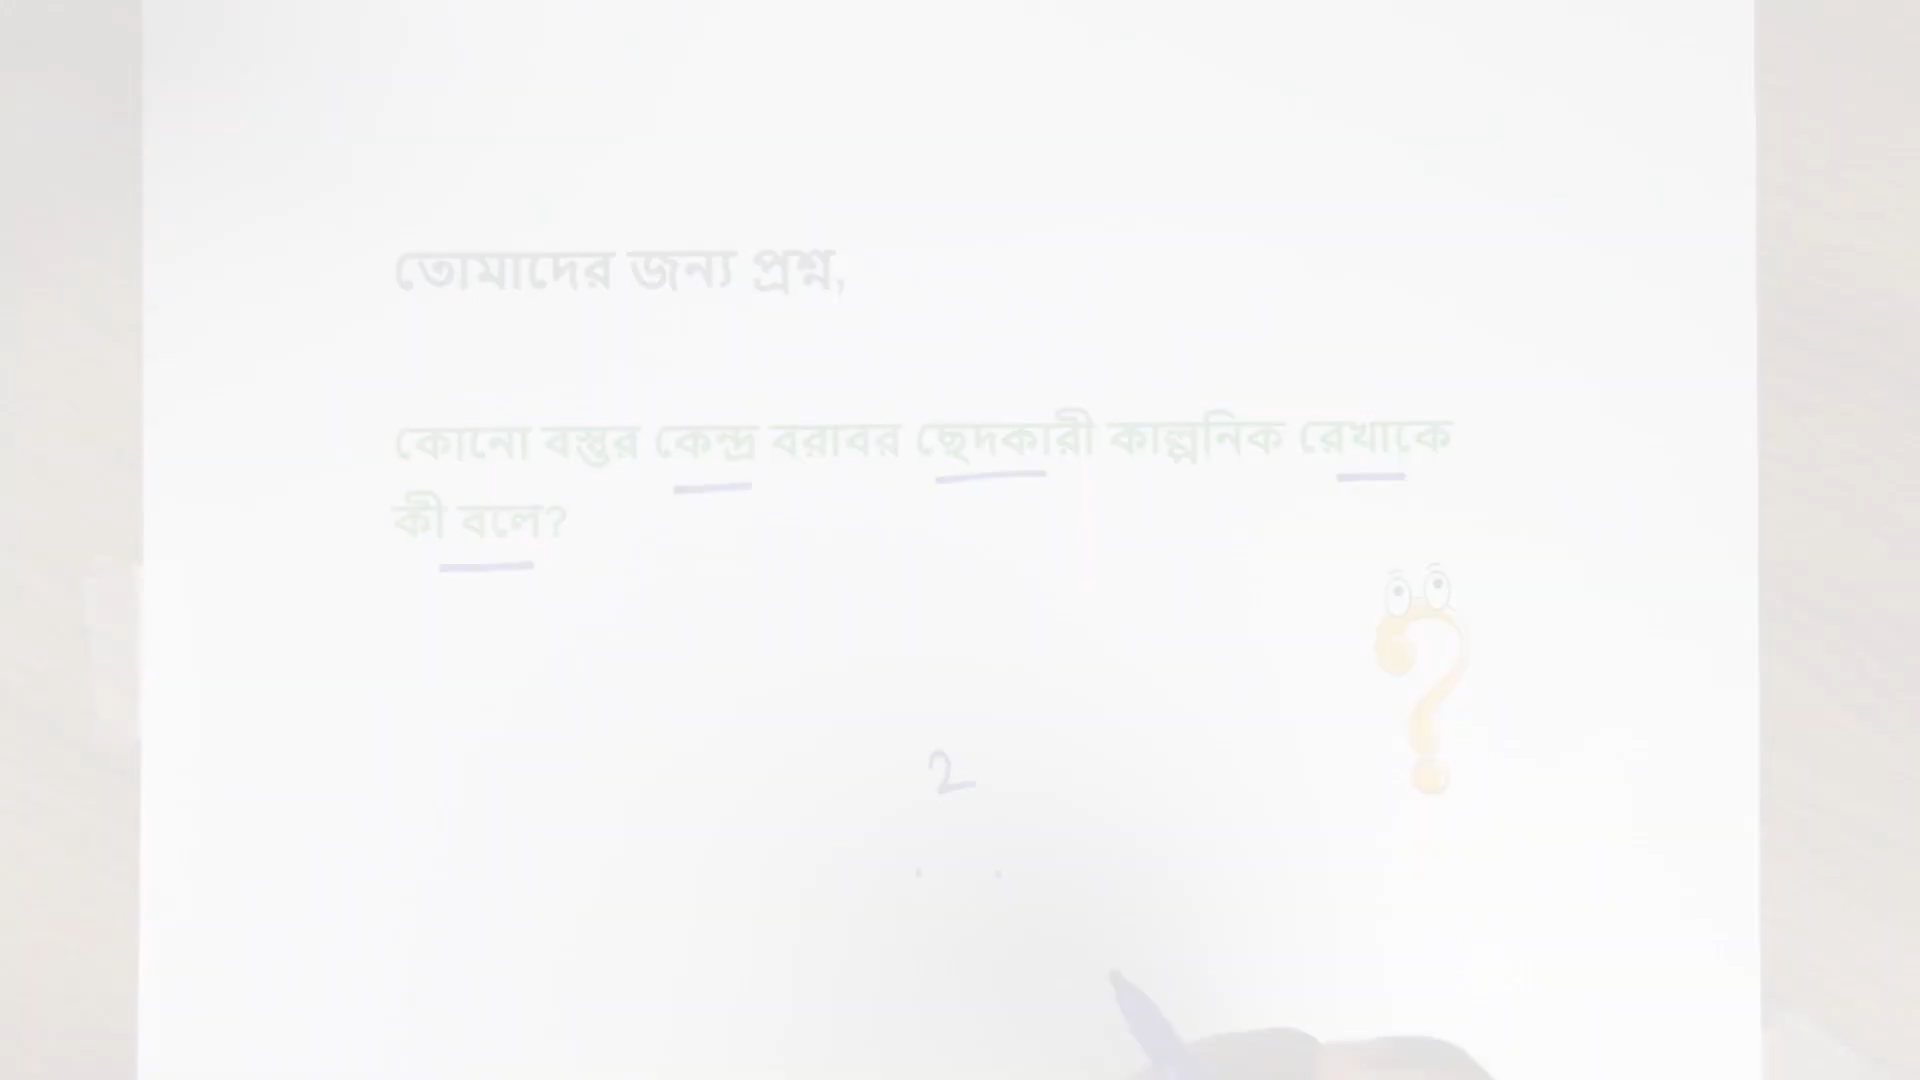 তোমাদের জন্য প্রশ্ন,
কোনো বস্তুর কেন্দ্র বরাবর ছেদকারী কাল্পনিক রেখাকে
কী বলে?
2